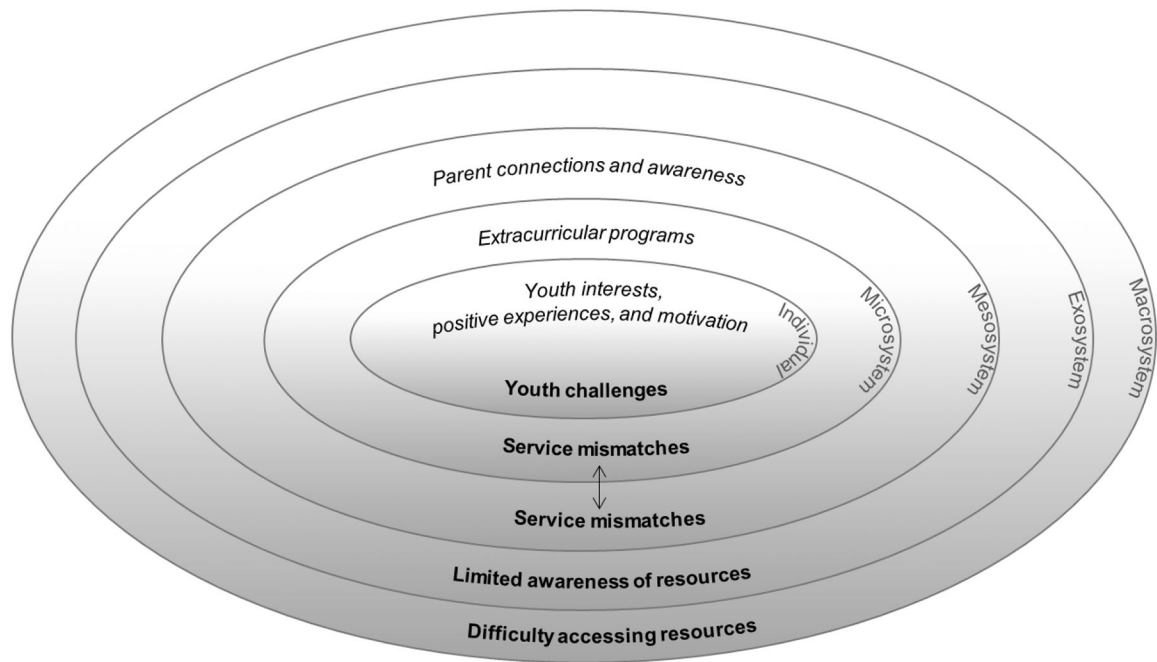 Parent connections and awareness
Extracurricular programs
Youth interests,
positive experiences, and motivation
Individual
Microsystem
Mesosystem
Exosystem
Macrosystem
Youth challenges
Service mismatches
Service mismatches
Limited awareness of resources
Difficulty accessing resources